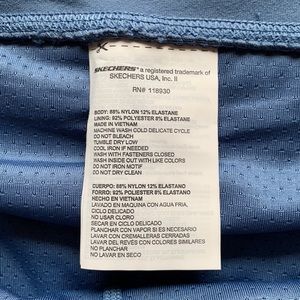 SKECHERS® a registered trademark of
SKECHERS USA, Inc. II
RN# 118930
BODY: 88% NYLON 12% ELASTANE
LINING: 92% POLYESTER 8% ELASTANE
MADE IN VIETNAM
MACHINE WASH COLD DELICATE CYCLE
DO NOT BLEACH
TUMBLE DRY LOW
COOL IRON IF NEEDED
WASH WITH FASTENERS CLOSED
WASH INSIDE OUT WITH LIKE COLORS
DO NOT IRON MOTIF
DO NOT DRY CLEAN
CUERPO: 88% NYLON 12% ELASTANE
FORRO: 92% POLIESTER 8% ELASTANE
HECHO EN VIETNAM
LAVADO EN MAQUINA CON AGUA FRIA,
CICLO DELICADO
NO USAR CLORO
SECAR EN CICLO DELICADO
PLANCHAR CON VAPOR SI ES NECESARIO
LAVAR CON CREMALLERAS CERRADAS
LAVAR DEL REVÉS CON COLORES SIMILARES
NO PLANCHAR
NO LAVAR EN SECO